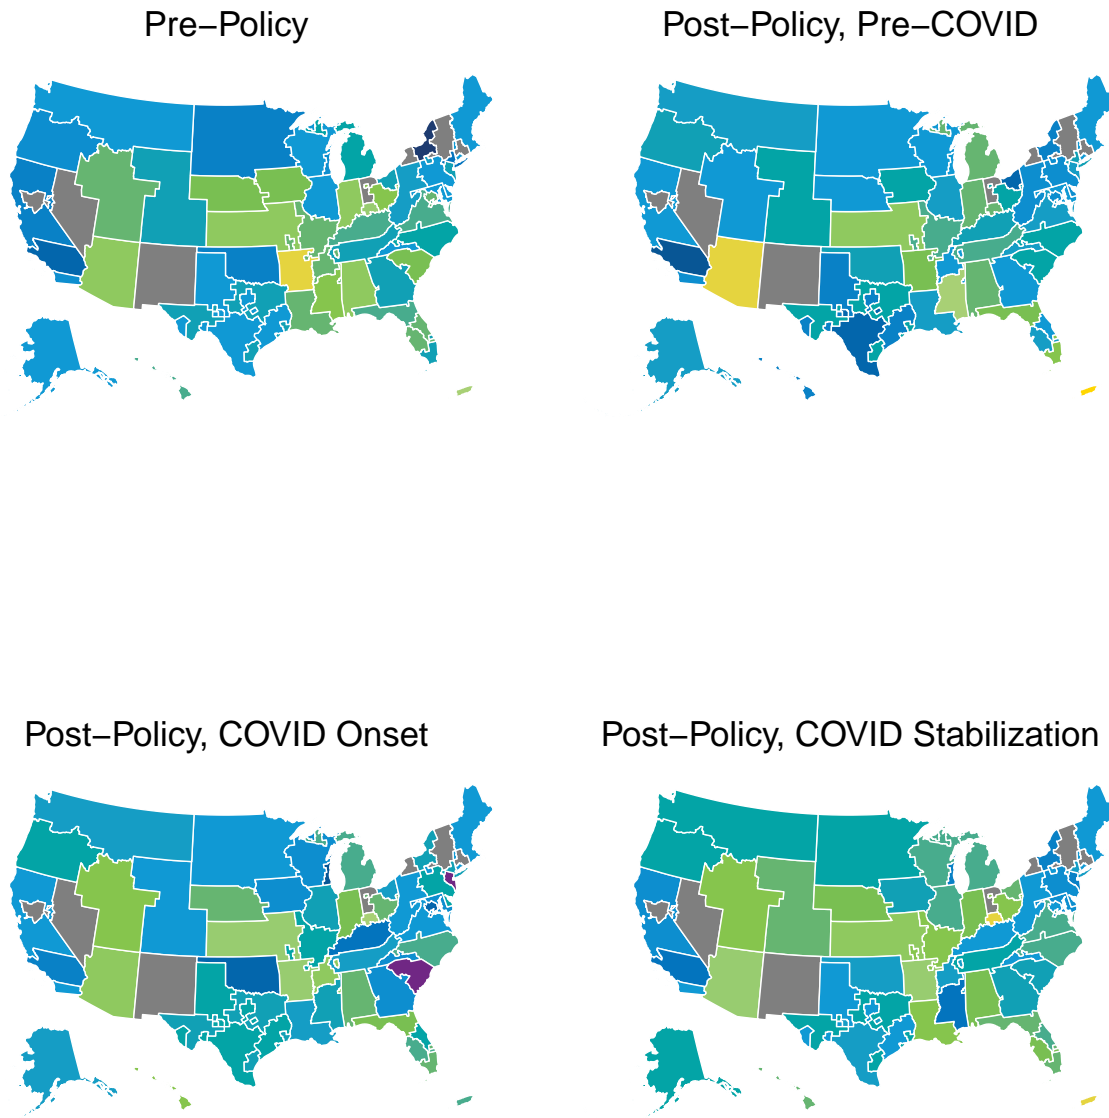 Pre−Policy
Post−Policy, Pre−COVID
Post−Policy, COVID Onset
Post−Policy, COVID Stabilization